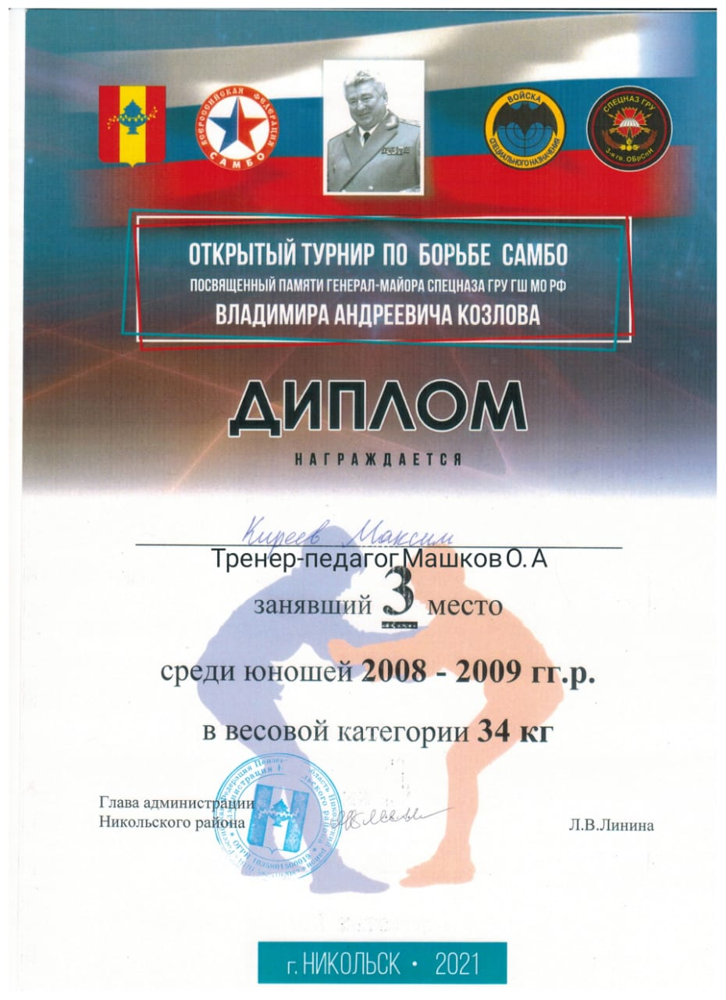 ВСЕРОССИЙСКАЯ ФЕДЕРАЦИЯ САМБО
ВОЙСКА СПЕЦИАЛЬНОГО НАЗНАЧЕНИЯ
СПЕЦНАЗ ГРУ
3-я гв. ОБрСпН
ОТКРЫТЫЙ ТУРНИР ПО БОРЬБЕ САМБО
ПОСВЯЩЕННЫЙ ПАМЯТИ ГЕНЕРАЛ-МАЙОРА СПЕЦНАЗА ГРУ ГШ МО РФ
ВЛАДИМИРА АНДРЕЕВИЧА КОЗЛОВА
ДИПЛОМ
НАГРАЖДАЕТСЯ
Киреев Максим
Тренер-педагог Машков О. А
занявший 3 место
среди юношей 2008 - 2009 гг.р.
в весовой категории 34 кг
Глава администрации
Никольского района
Л.В.Линина
г. НИКОЛЬСК • 2021